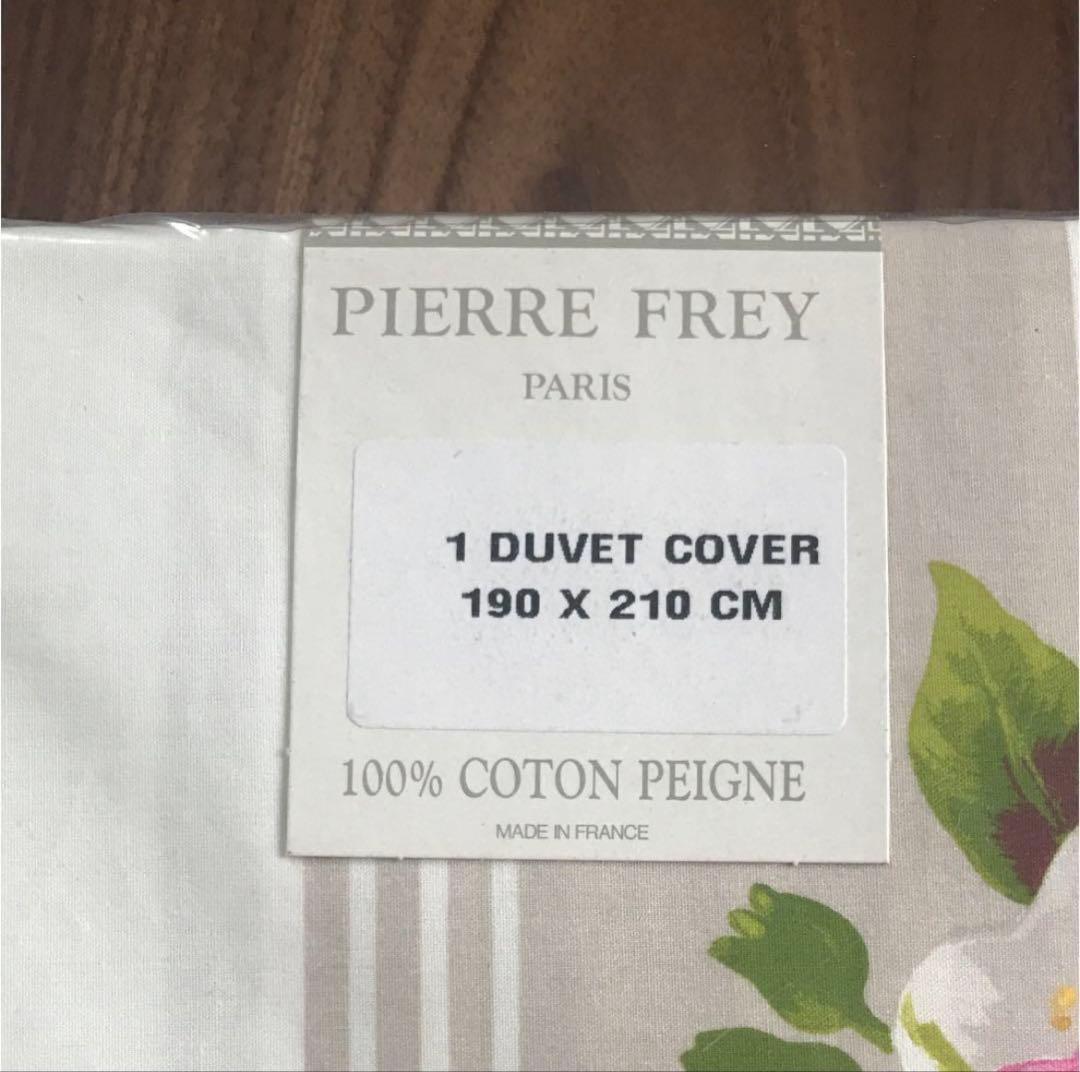 PIERRE FREY
PARIS
1 DUVET COVER
190 X 210 CM
100% COTON PEIGNE
MADE IN FRANCE